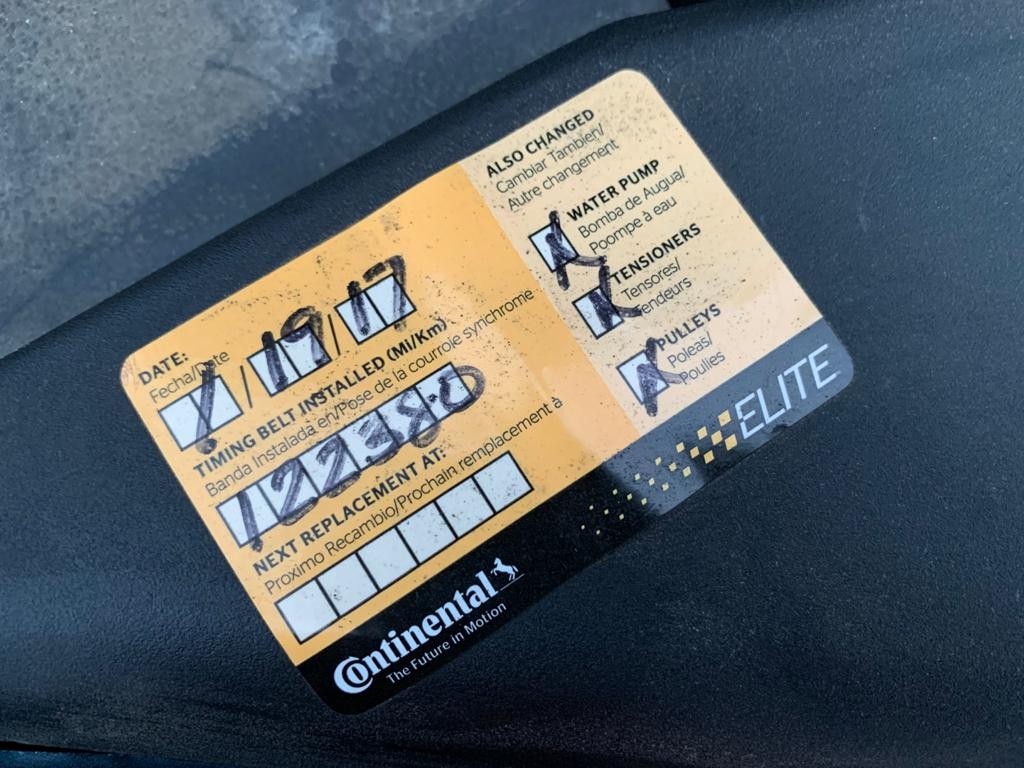 DATE:
Fecha/Date
1/19/17
TIMING BELT INSTALLED (Mi/Km)
Banda Instalada en/Pose de la courroie synchrome
122380
NEXT REPLACEMENT AT:
Proximo Recambio/Prochain remplacement à
ALSO CHANGED
Cambiar Tambien/
Autre changement
WATER PUMP
Bomba de Augua/
Poompe à eau
TENSIONERS
Tensores/
Tendeurs
PULLEYS
Poleas/
Poulies
ELITE
Continental
The Future in Motion